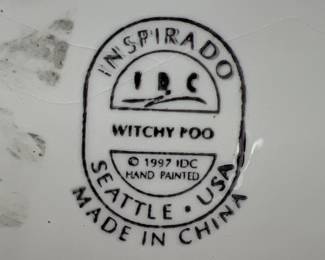 INSPIRADO
IDC
WITCHY POO
© 1997 IDC
HAND PAINTED
SEATTLE • USA
MADE IN CHINA